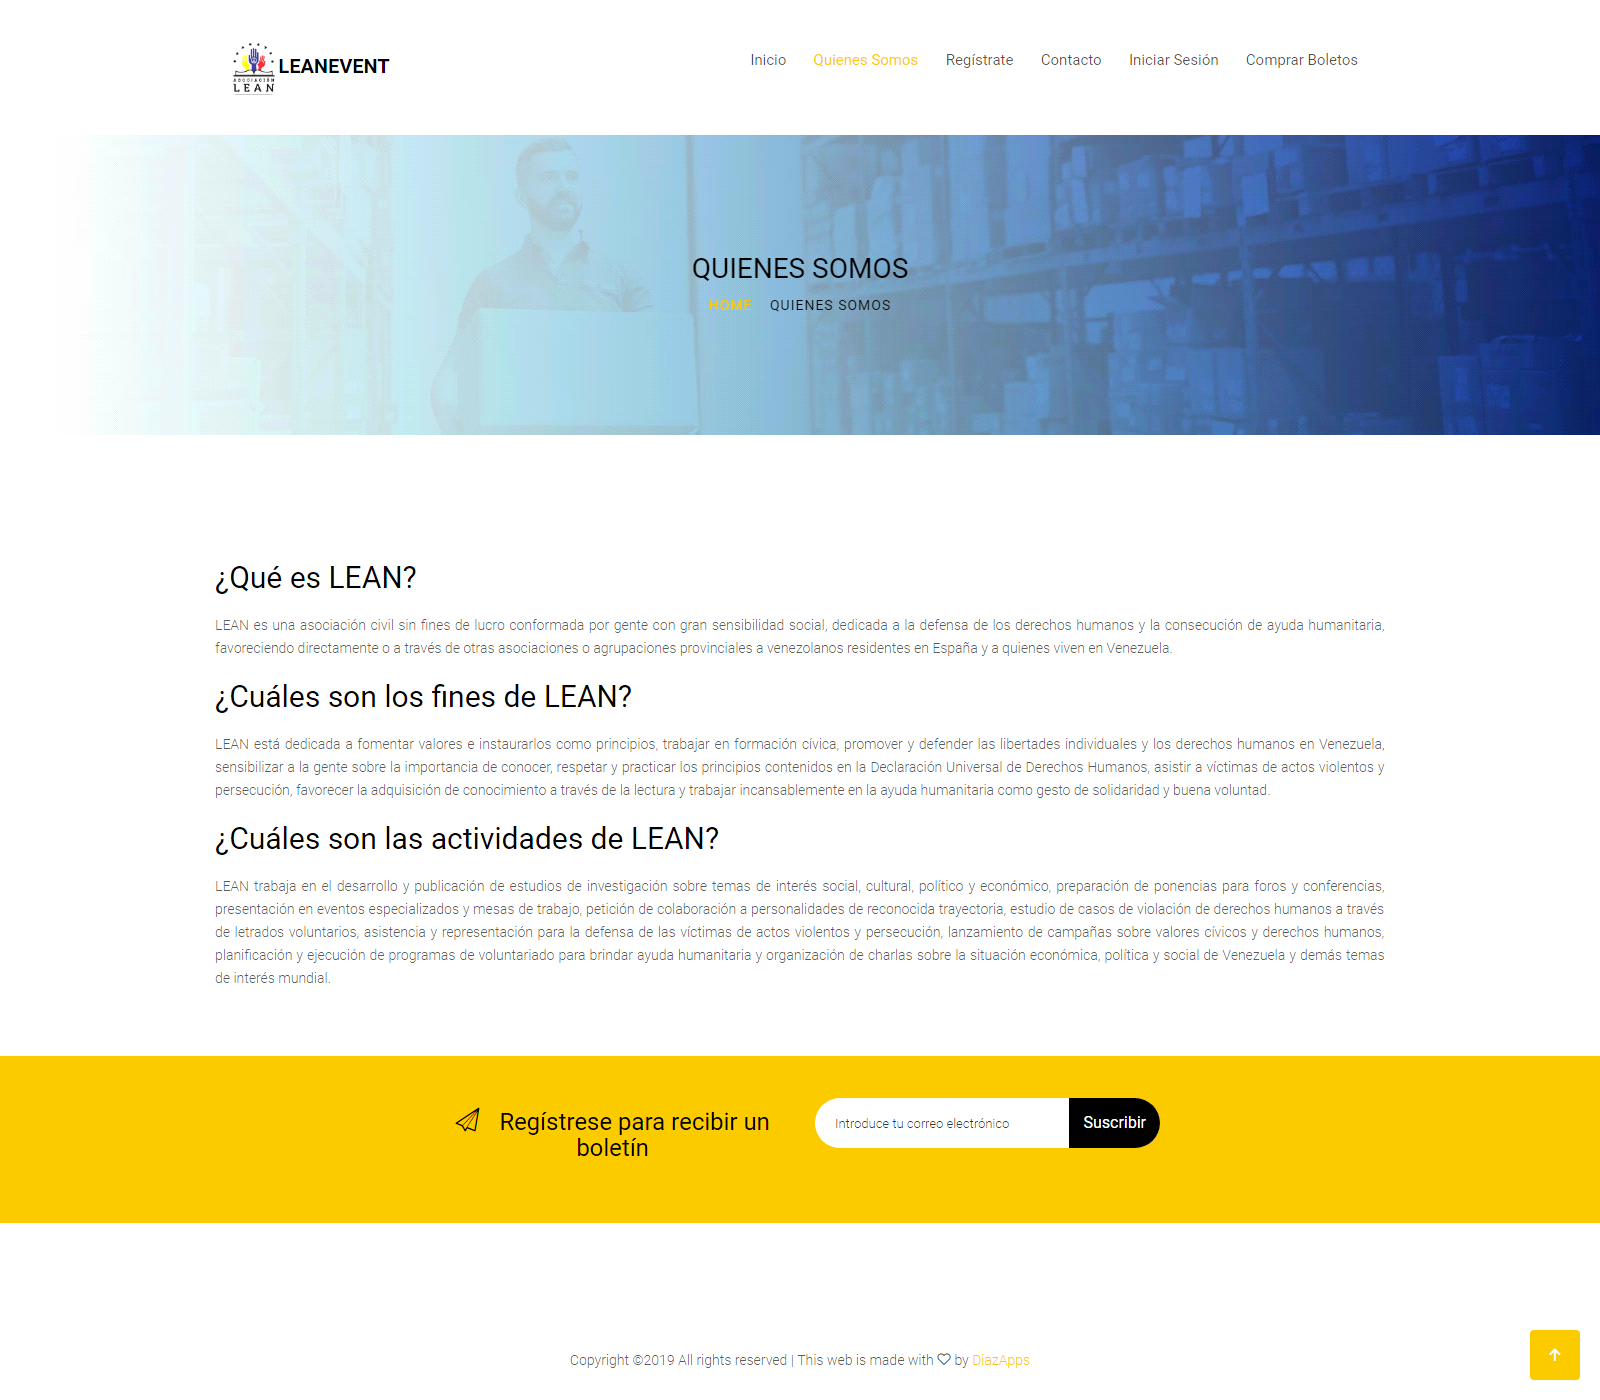 ASOCIACIÓN
LEAN
LEANEVENT
Inicio
Quienes Somos
Regístrate
Contacto
Iniciar Sesión
Comprar Boletos
QUIENES SOMOS
HOME QUIENES SOMOS
¿Qué es LEAN?
LEAN es una asociación civil sin fines de lucro conformada por gente con gran sensibilidad social, dedicada a la defensa de los derechos humanos y la consecución de ayuda humanitaria,
favoreciendo directamente o a través de otras asociaciones o agrupaciones provinciales a venezolanos residentes en España y a quienes viven en Venezuela.
¿Cuáles son los fines de LEAN?
LEAN está dedicada a fomentar valores e instaurarlos como principios, trabajar en formación cívica, promover y defender las libertades individuales y los derechos humanos en Venezuela,
sensibilizar a la gente sobre la importancia de conocer, respetar y practicar los principios contenidos en la Declaración Universal de Derechos Humanos, asistir a víctimas de actos violentos y
persecución, favorecer la adquisición de conocimiento a través de la lectura y trabajar incansablemente en la ayuda humanitaria como gesto de solidaridad y buena voluntad.
¿Cuáles son las actividades de LEAN?
LEAN trabaja en el desarrollo y publicación de estudios de investigación sobre temas de interés social, cultural, político y económico, preparación de ponencias para foros y conferencias,
presentación en eventos especializados y mesas de trabajo, petición de colaboración a personalidades de reconocida trayectoria, estudio de casos de violación de derechos humanos a través
de letrados voluntarios, asistencia y representación para la defensa de las víctimas de actos violentos y persecución, lanzamiento de campañas sobre valores cívicos y derechos humanos,
planificación y ejecución de programas de voluntariado para brindar ayuda humanitaria y organización de charlas sobre la situación económica, política y social de Venezuela y demás temas
de interés mundial.
Regístrese para recibir un
boletín
Introduce tu correo electrónico
Suscribir
Copyright ©2019 All rights reserved | This web is made with ♡ by DíazApps